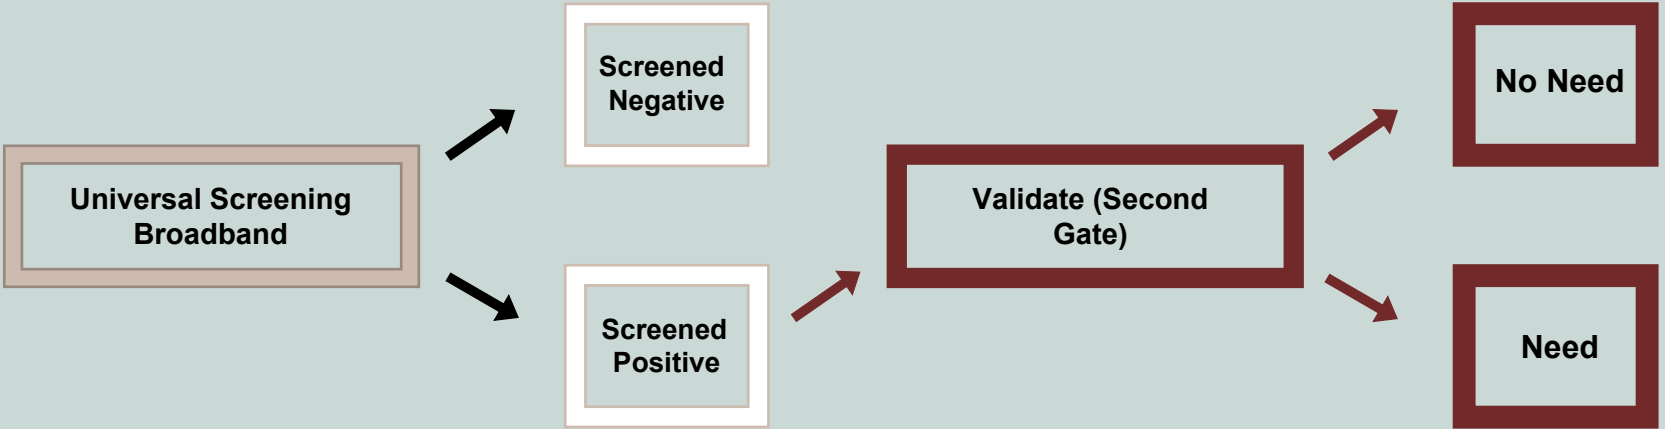 Universal Screening
Broadband
Screened
Negative
Screened
Positive
Validate (Second
Gate)
No Need
Need